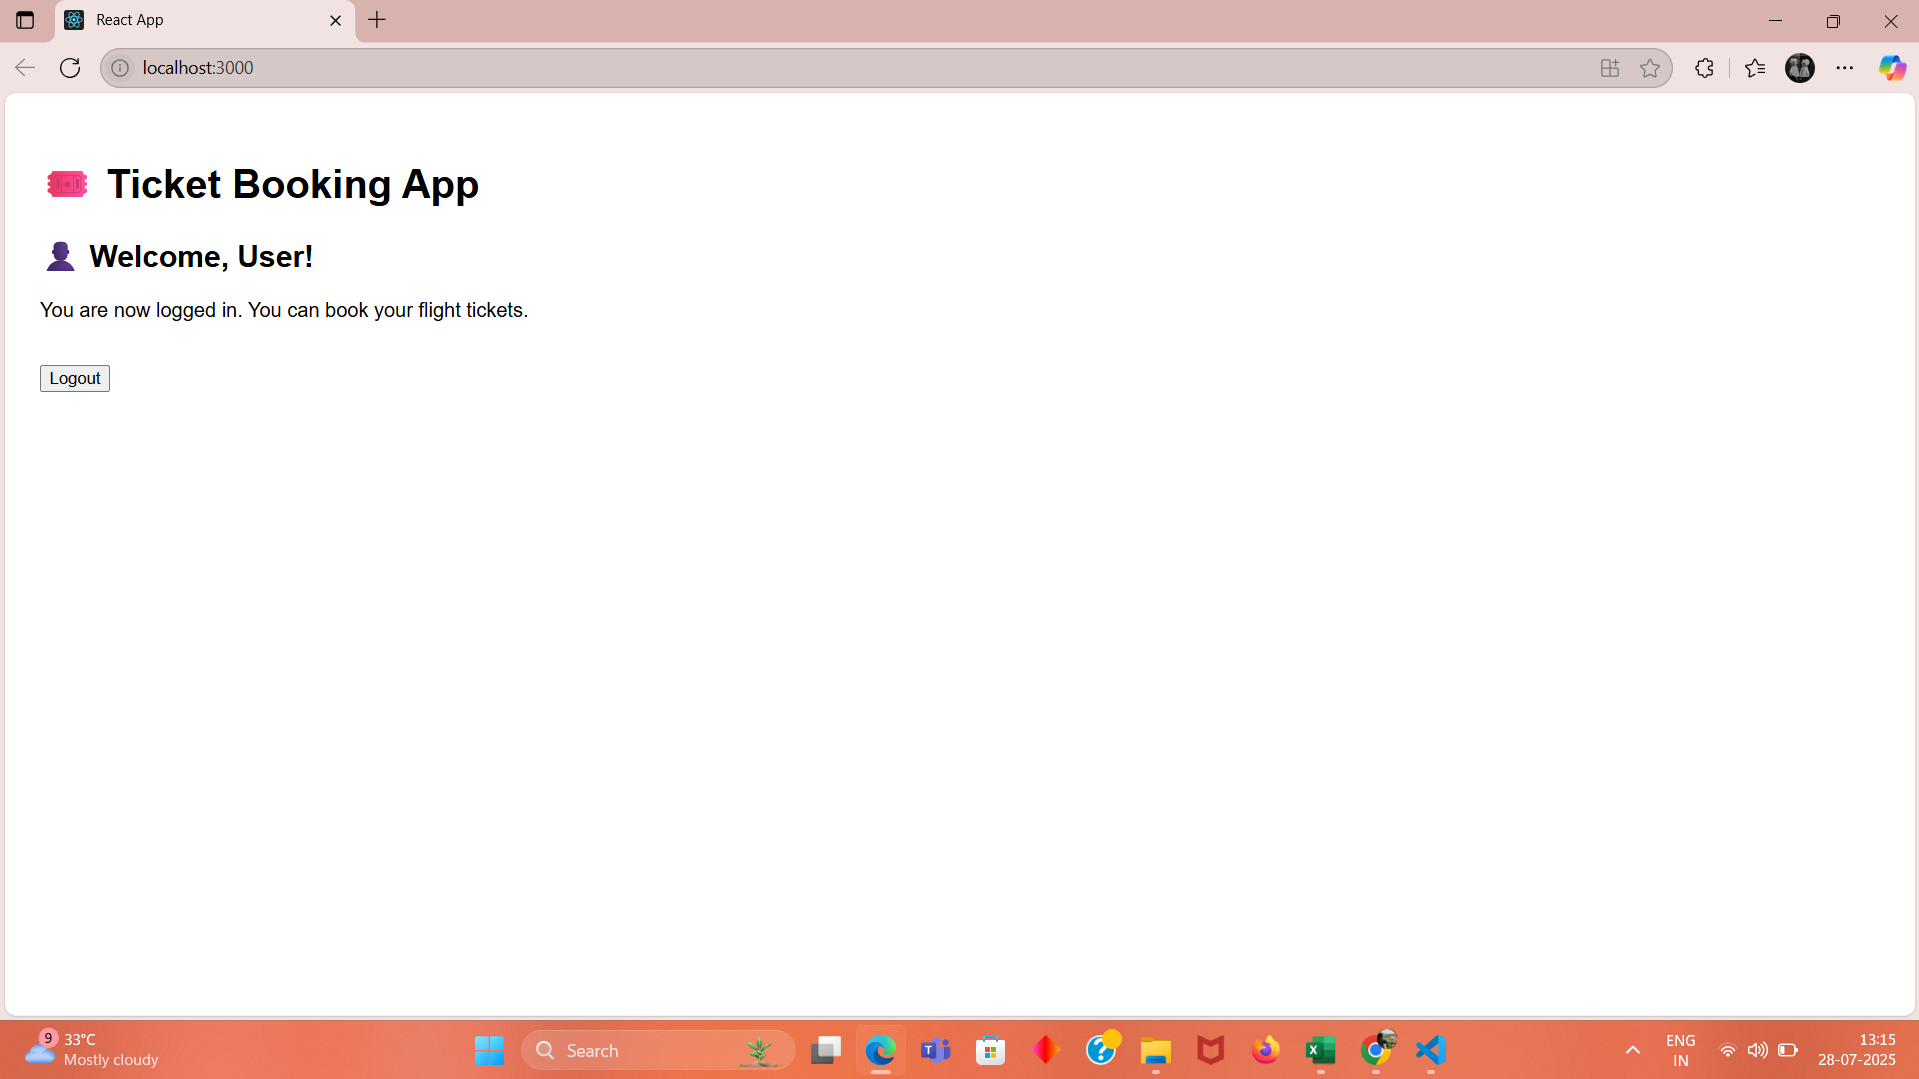 React App
localhost:3000
🎟️ Ticket Booking App
👤 Welcome, User!
You are now logged in. You can book your flight tickets.
Logout
9
33°C
Mostly cloudy
Search
ENG
IN
13:15
28-07-2025